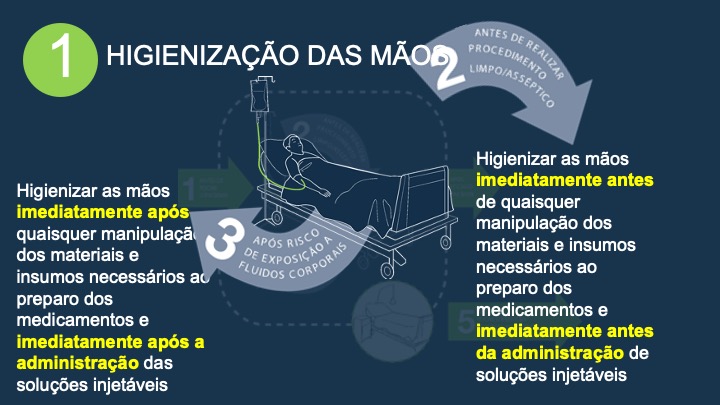 1
HIGIENIZAÇÃO DAS MÃOS
2
ANTES DE REALIZAR
PROCEDIMENTO
LIMPO/ASSÉPTICO
Higienizar as mãos
imediatamente após
quaisquer manipulação
dos materiais e
insumos necessários ao
preparo dos
medicamentos e
imediatamente após a
administração das
soluções injetáveis
3
APÓS RISCO
DE EXPOSIÇÃO A
FLUIDOS CORPORAIS
Higienizar as mãos
imediatamente antes
de quaisquer
manipulação dos
materiais e insumos
necessários ao
preparo dos
medicamentos e
imediatamente antes
da administração de
soluções injetáveis
1
2
5